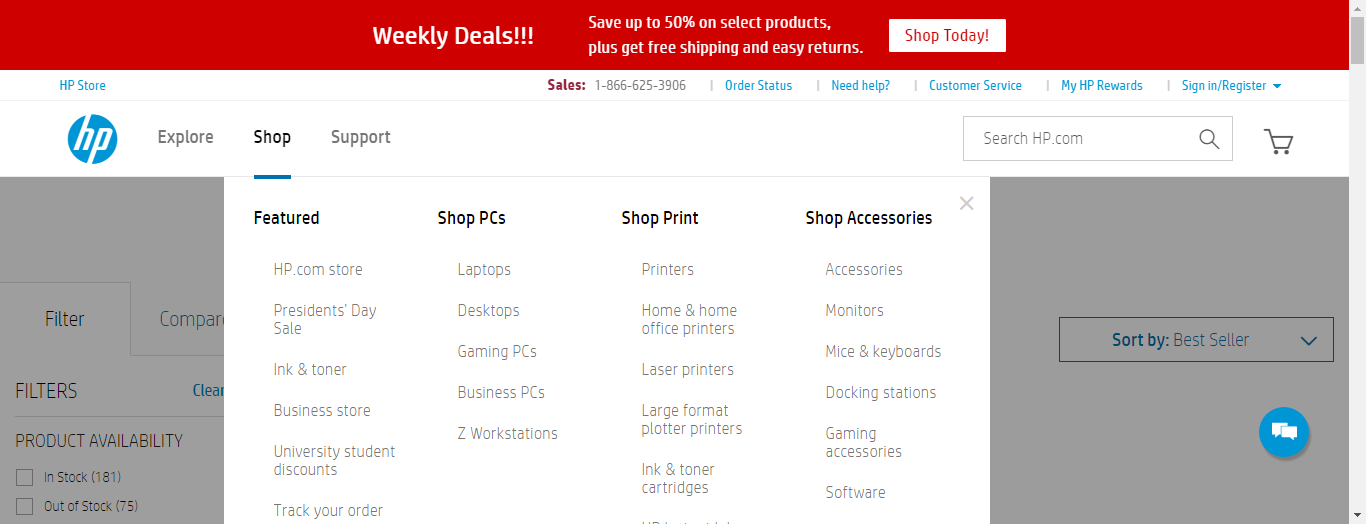 Weekly Deals!!!
Save up to 50% on select products,
plus get free shipping and easy returns.
Shop Today!
HP Store
Sales: 1-866-625-3906
Order Status
Need help?
Customer Service
My HP Rewards
Sign in/Register
hp
Explore
Shop
Support
Search HP.com
Featured
HP.com store
Presidents' Day
Sale
Ink & toner
Business store
University student
discounts
Track your order
Shop PCs
Laptops
Desktops
Gaming PCs
Business PCs
Z Workstations
Shop Print
Printers
Home & home
office printers
Laser printers
Large format
plotter printers
Ink & toner
cartridges
Shop Accessories
Accessories
Monitors
Mice & keyboards
Docking stations
Gaming
accessories
Software
Filter
Compare
Sort by: Best Seller
FILTERS
Clear
PRODUCT AVAILABILITY
In Stock (181)
Out of Stock (75)